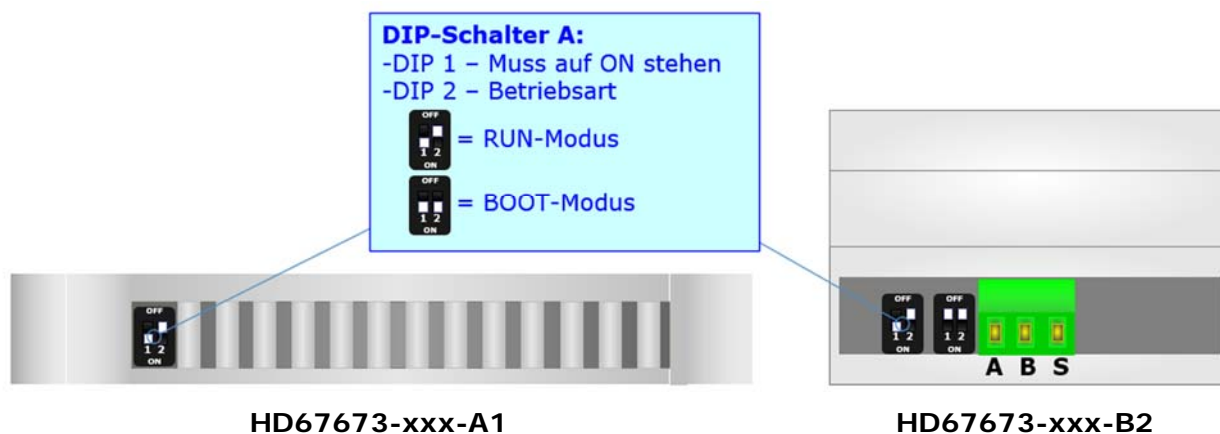 DIP-Schalter A:
-DIP 1 – Muss auf ON stehen
-DIP 2 – Betriebsart
OFF
1 2
ON
= RUN-Modus
OFF
1 2
ON
= BOOT-Modus
OFF
1 2
ON
OFF
1 2
ON
OFF
1 2
ON
A B S
HD67673-xxx-A1
HD67673-xxx-B2